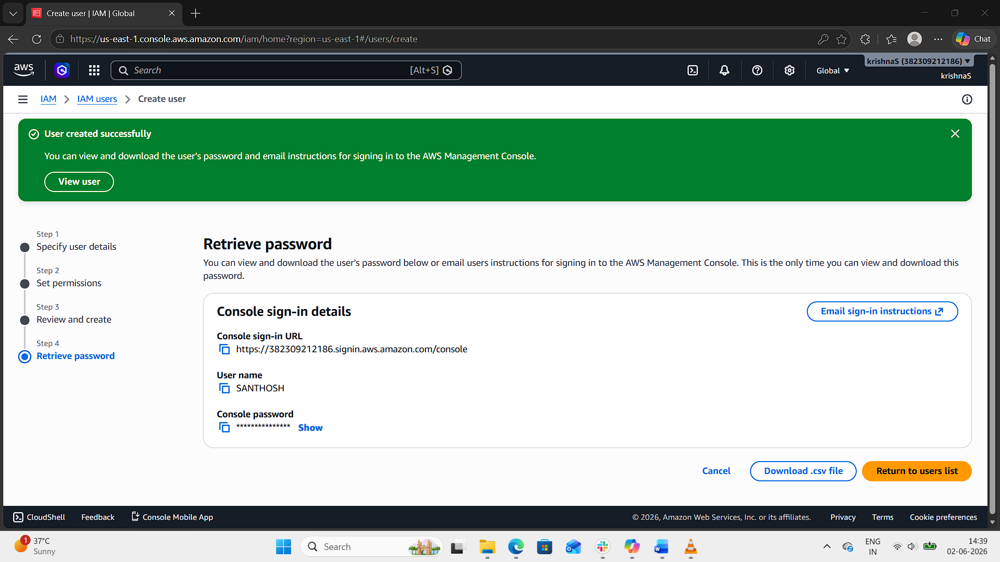 Create user | IAM | Global
https://us-east-1.console.aws.amazon.com/iam/home?region=us-east-1#/users/create
Chat
aws
Search
[Alt+S]
Global
krishnaS (382309212186)
krishnaS
IAM
IAM users
Create user
User created successfully
You can view and download the user's password and email instructions for signing in to the AWS Management Console.
View user
Step 1
Specify user details
Step 2
Set permissions
Step 3
Review and create
Step 4
Retrieve password
Retrieve password
You can view and download the user's password below or email users instructions for signing in to the AWS Management Console. This is the only time you can view and download this
password.
Console sign-in details
Email sign-in instructions
Console sign-in URL
https://382309212186.signin.aws.amazon.com/console
User name
SANTHOSH
Console password
*************** Show
Cancel
Download .csv file
Return to users list
CloudShell
Feedback
Console Mobile App
© 2026, Amazon Web Services, Inc. or its affiliates.
Privacy
Terms
Cookie preferences
1
37°C
Sunny
Search
ENG
IN
14:39
02-06-2026